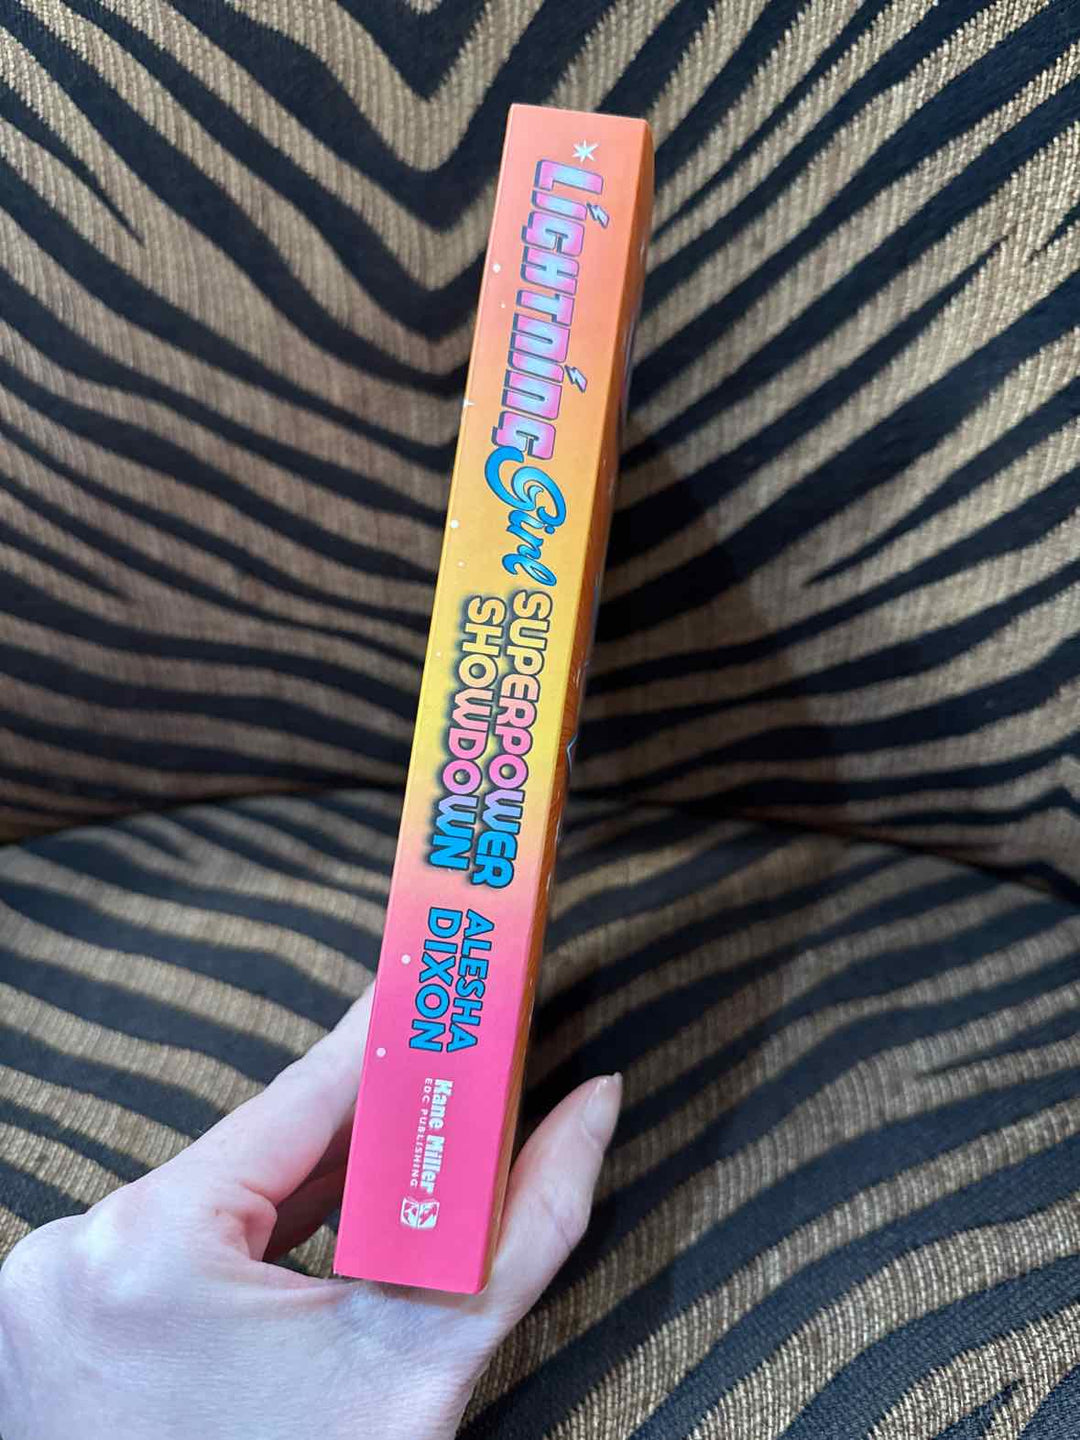 LIGHTNING Girl
SUPERPOWER
SHOWDOWN
ALESHA
DIXON
Kane Miller
EDC PUBLISHING